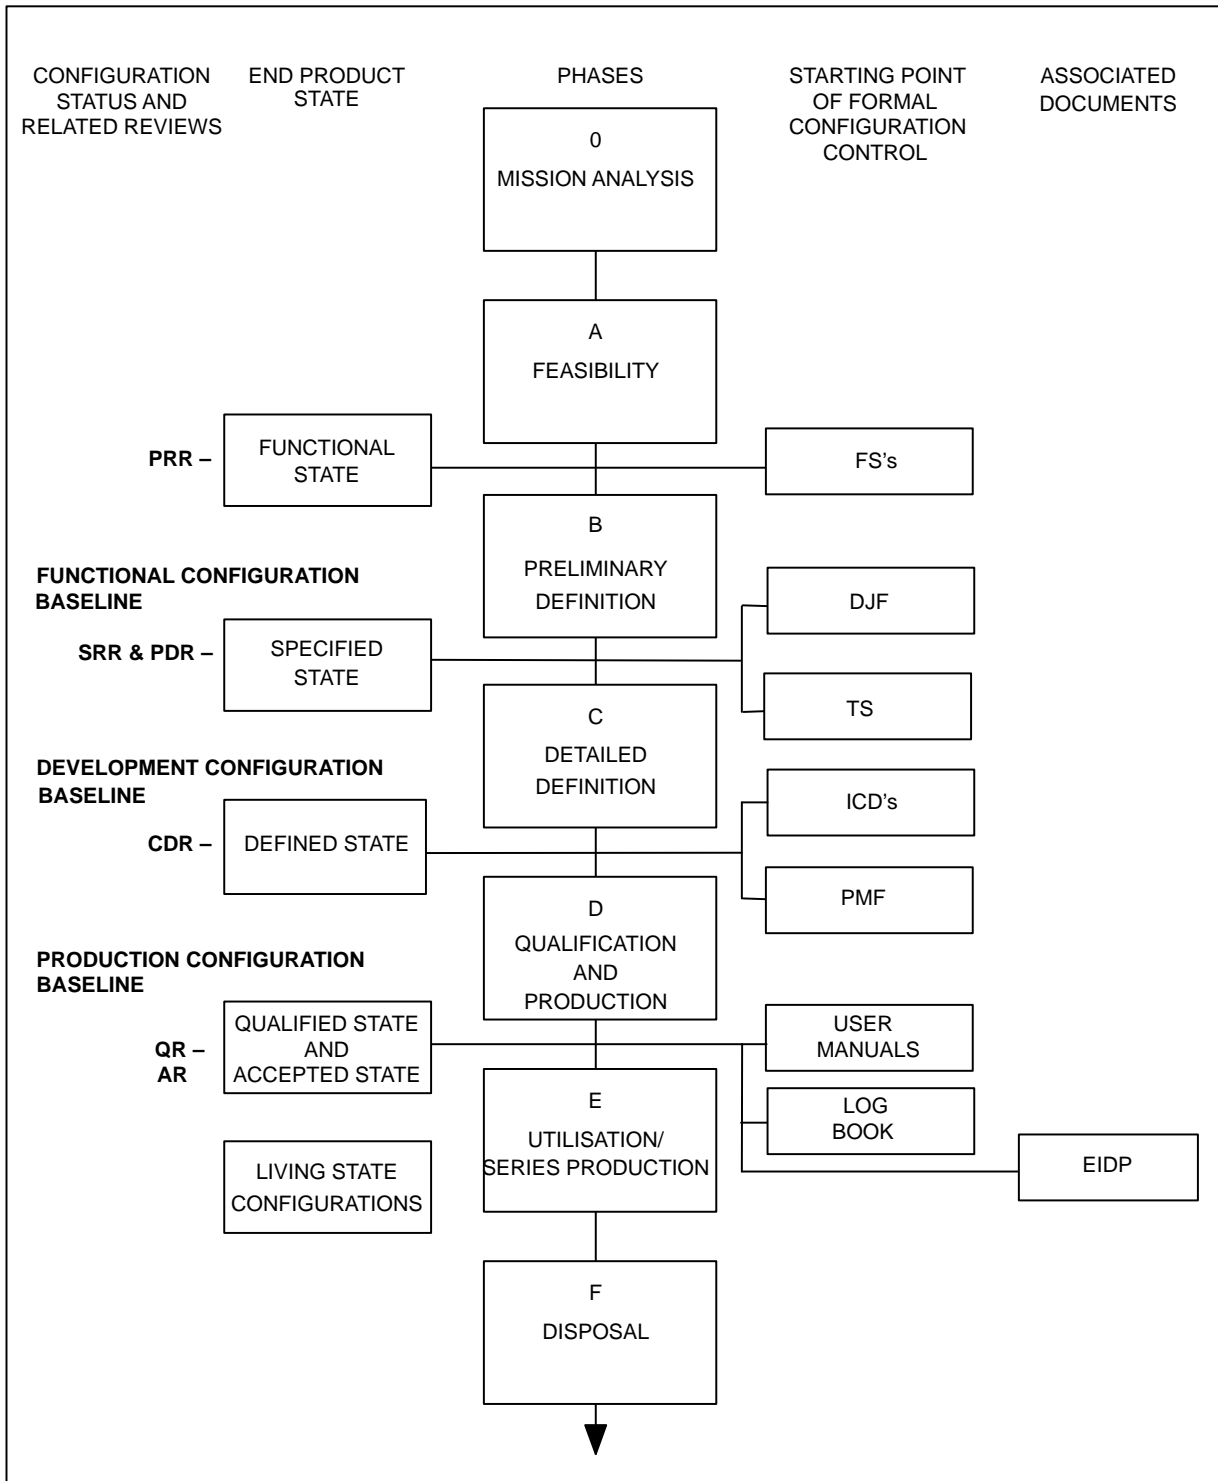 CONFIGURATION
STATUS AND
RELATED REVIEWS
END PRODUCT
STATE
PHASES
STARTING POINT
OF FORMAL
CONFIGURATION
CONTROL
ASSOCIATED
DOCUMENTS
0
MISSION ANALYSIS
A
FEASIBILITY
PRR –
FUNCTIONAL
STATE
FS's
B
PRELIMINARY
DEFINITION
FUNCTIONAL CONFIGURATION
BASELINE
DJF
SRR & PDR –
SPECIFIED
STATE
TS
C
DETAILED
DEFINITION
DEVELOPMENT CONFIGURATION
BASELINE
ICD's
CDR –
DEFINED STATE
PMF
D
QUALIFICATION
AND
PRODUCTION
PRODUCTION CONFIGURATION
BASELINE
QR –
AR
QUALIFIED STATE
AND
ACCEPTED STATE
USER
MANUALS
E
UTILISATION/
SERIES PRODUCTION
LOG
BOOK
EIDP
LIVING STATE
CONFIGURATIONS
F
DISPOSAL